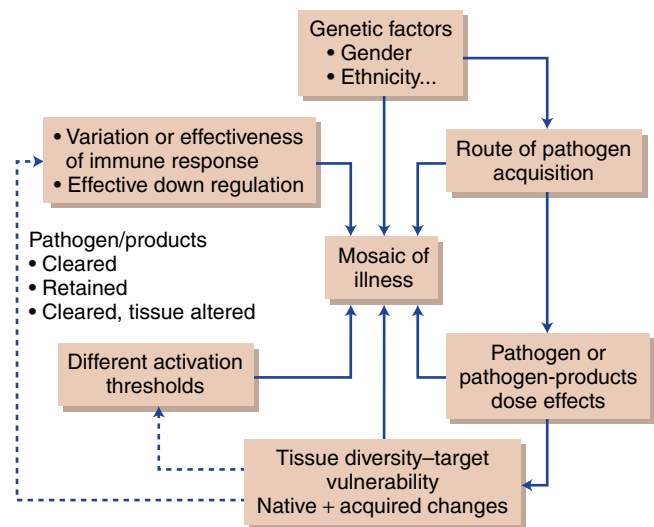 Genetic factors
• Gender
• Ethnicity...
• Variation or effectiveness
of immune response
• Effective down regulation
Route of pathogen
acquisition
Pathogen/products
• Cleared
• Retained
• Cleared, tissue altered
Mosaic of
illness
Different activation
thresholds
Pathogen or
pathogen-products
dose effects
Tissue diversity–target
vulnerability
Native + acquired changes